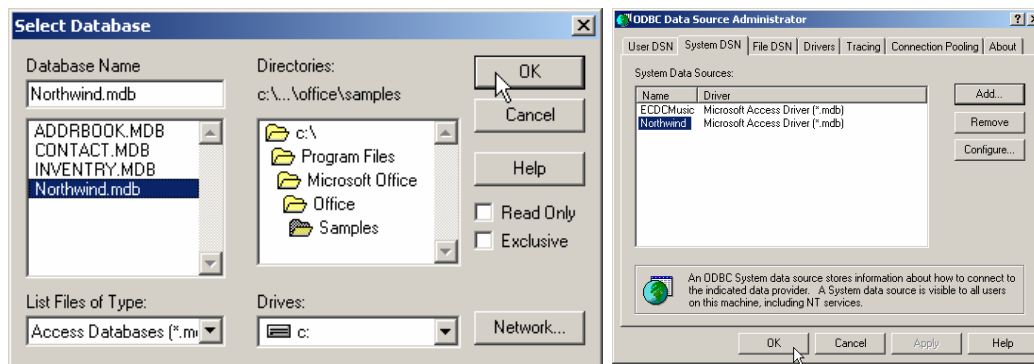 Select Database
Database Name
Northwind.mdb
ADDRBOOK.MDB
CONTACT.MDB
INVENTRY.MDB
Northwind.mdb
List Files of Type:
Access Databases (*.m
Directories:
c:\...\office\samples
c:\
Program Files
Microsoft Office
Office
Samples
Drives:
c:
OK
Cancel
Help
Read Only
Exclusive
Network...
ODBC Data Source Administrator
User DSN System DSN File DSN Drivers Tracing Connection Pooling About
System Data Sources:
Name Driver
ECDCMusic Microsoft Access Driver (*.mdb)
Northwind Microsoft Access Driver (*.mdb)
Add...
Remove
Configure...
An ODBC System data source stores information about how to connect to
the indicated data provider. A System data source is visible to all users
on this machine, including NT services.
OK Cancel Apply Help